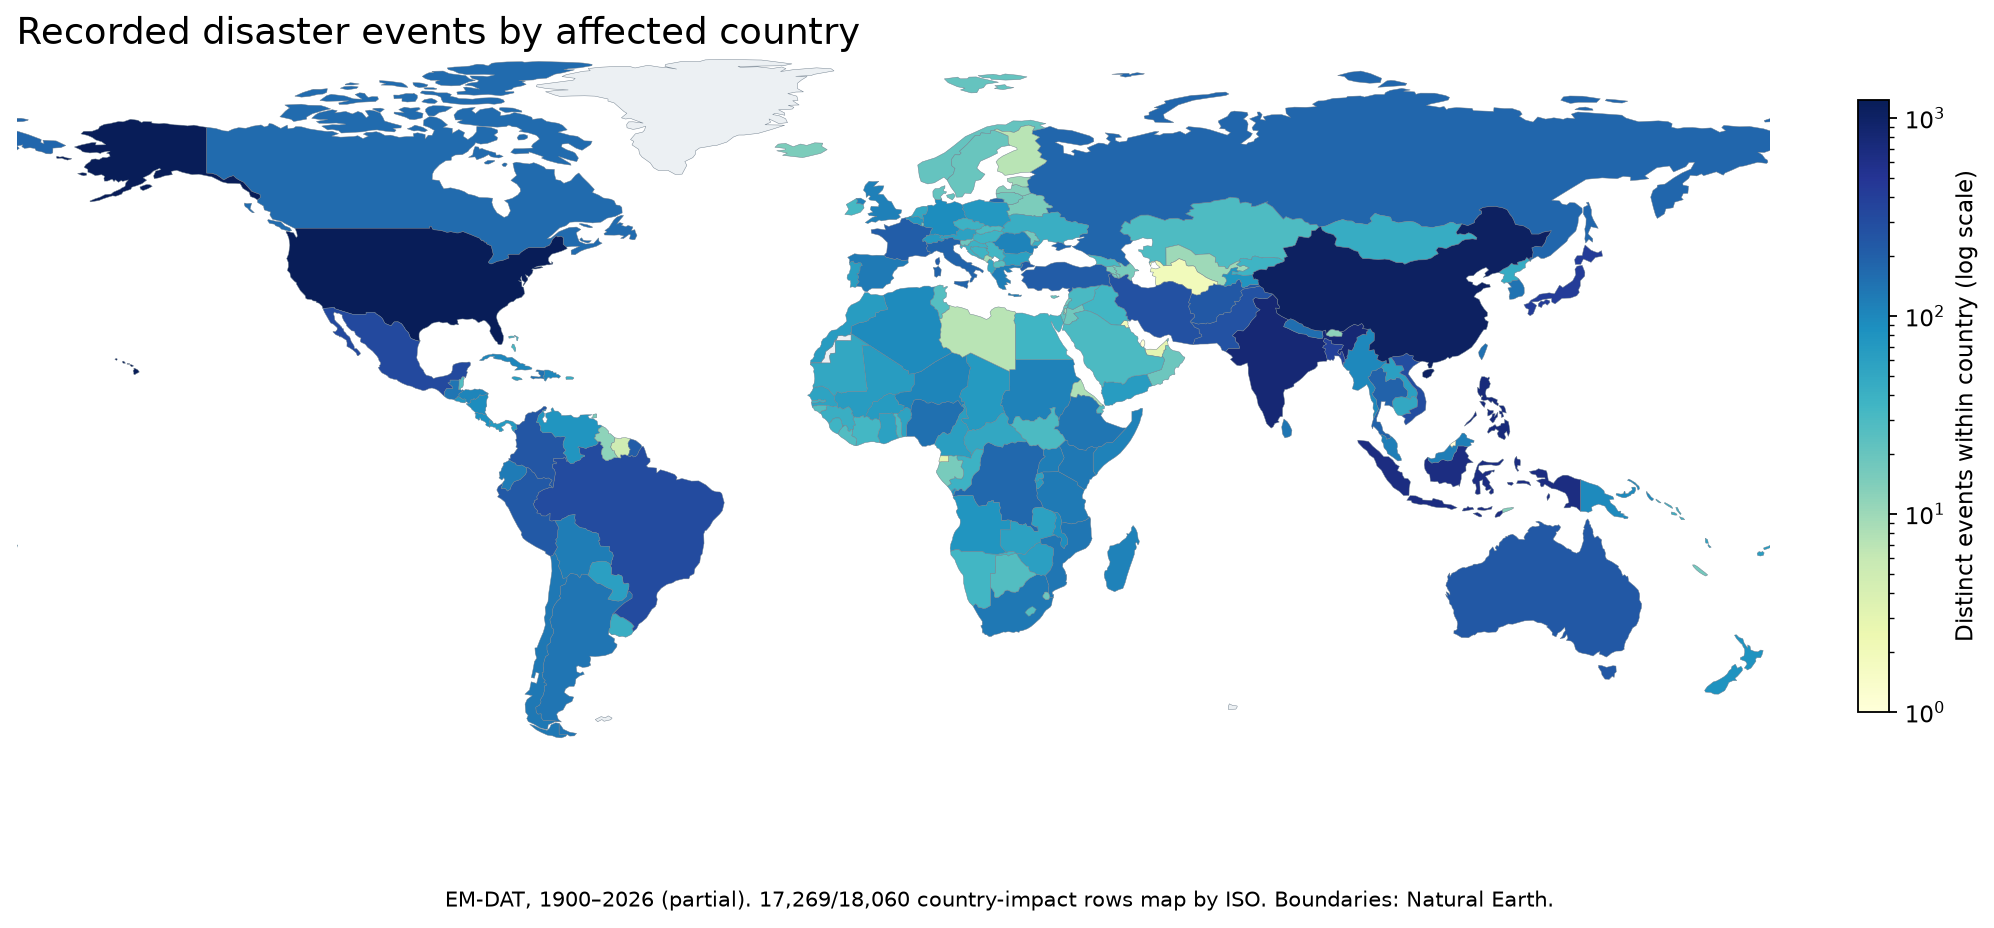 Recorded disaster events by affected country
10³
10²
10¹
10⁰
Distinct events within country (log scale)
EM-DAT, 1900–2026 (partial). 17,269/18,060 country-impact rows map by ISO. Boundaries: Natural Earth.